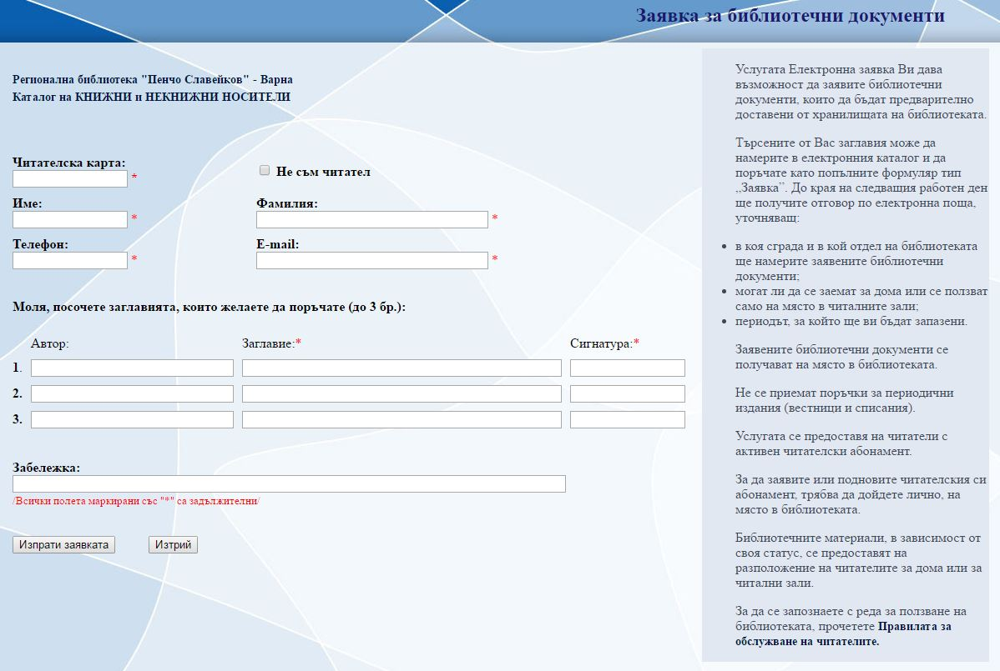 Заявка за библиотечни документи
Регионална библиотека "Пенчо Славейков" - Варна
Каталог на КНИЖНИ и НЕКНИЖНИ НОСИТЕЛИ
Читателска карта:
*
Не съм читател
Име:
Фамилия:
*
*
Телефон:
E-mail:
*
*
Моля, посочете заглавията, които желаете да поръчате (до 3 бр.):
Автор:
Заглавие:*
Сигнатура:*
1.
2.
3.
Забележка:
/Всички полета маркирани със "*" са задължителни/
Изпрати заявката
Изтрий
Услугата Електронна заявка Ви дава
възможност да заявите библиотечни
документи, които да бъдат предварително
доставени от хранилищата на библиотеката.
Търсените от Вас заглавия може да
намерите в електронния каталог и да
поръчате като попълните формуляр тип
„Заявка”. До края на следващия работен ден
ще получите отговор по електронна поща,
уточняващ:
• в коя сграда и в кой отдел на библиотеката
ще намерите заявените библиотечни
документи;
• могат ли да се заемат за дома или се ползват
само на място в читалните зали;
• периодът, за който ще ви бъдат запазени.
Заявените библиотечни документи се
получават на място в библиотеката.
Не се приемат поръчки за периодични
издания (вестници и списания).
Услугата се предоставя на читатели с
активен читателски абонамент.
За да заявите или подновите читателския си
абонамент, трябва да дойдете лично, на
място в библиотеката.
Библиотечните материали, в зависимост от
своя статус, се предоставят на
разположение на читателите за дома или за
читални зали.
За да се запознаете с реда за ползване на
библиотеката, прочетете Правилата за
обслужване на читателите.